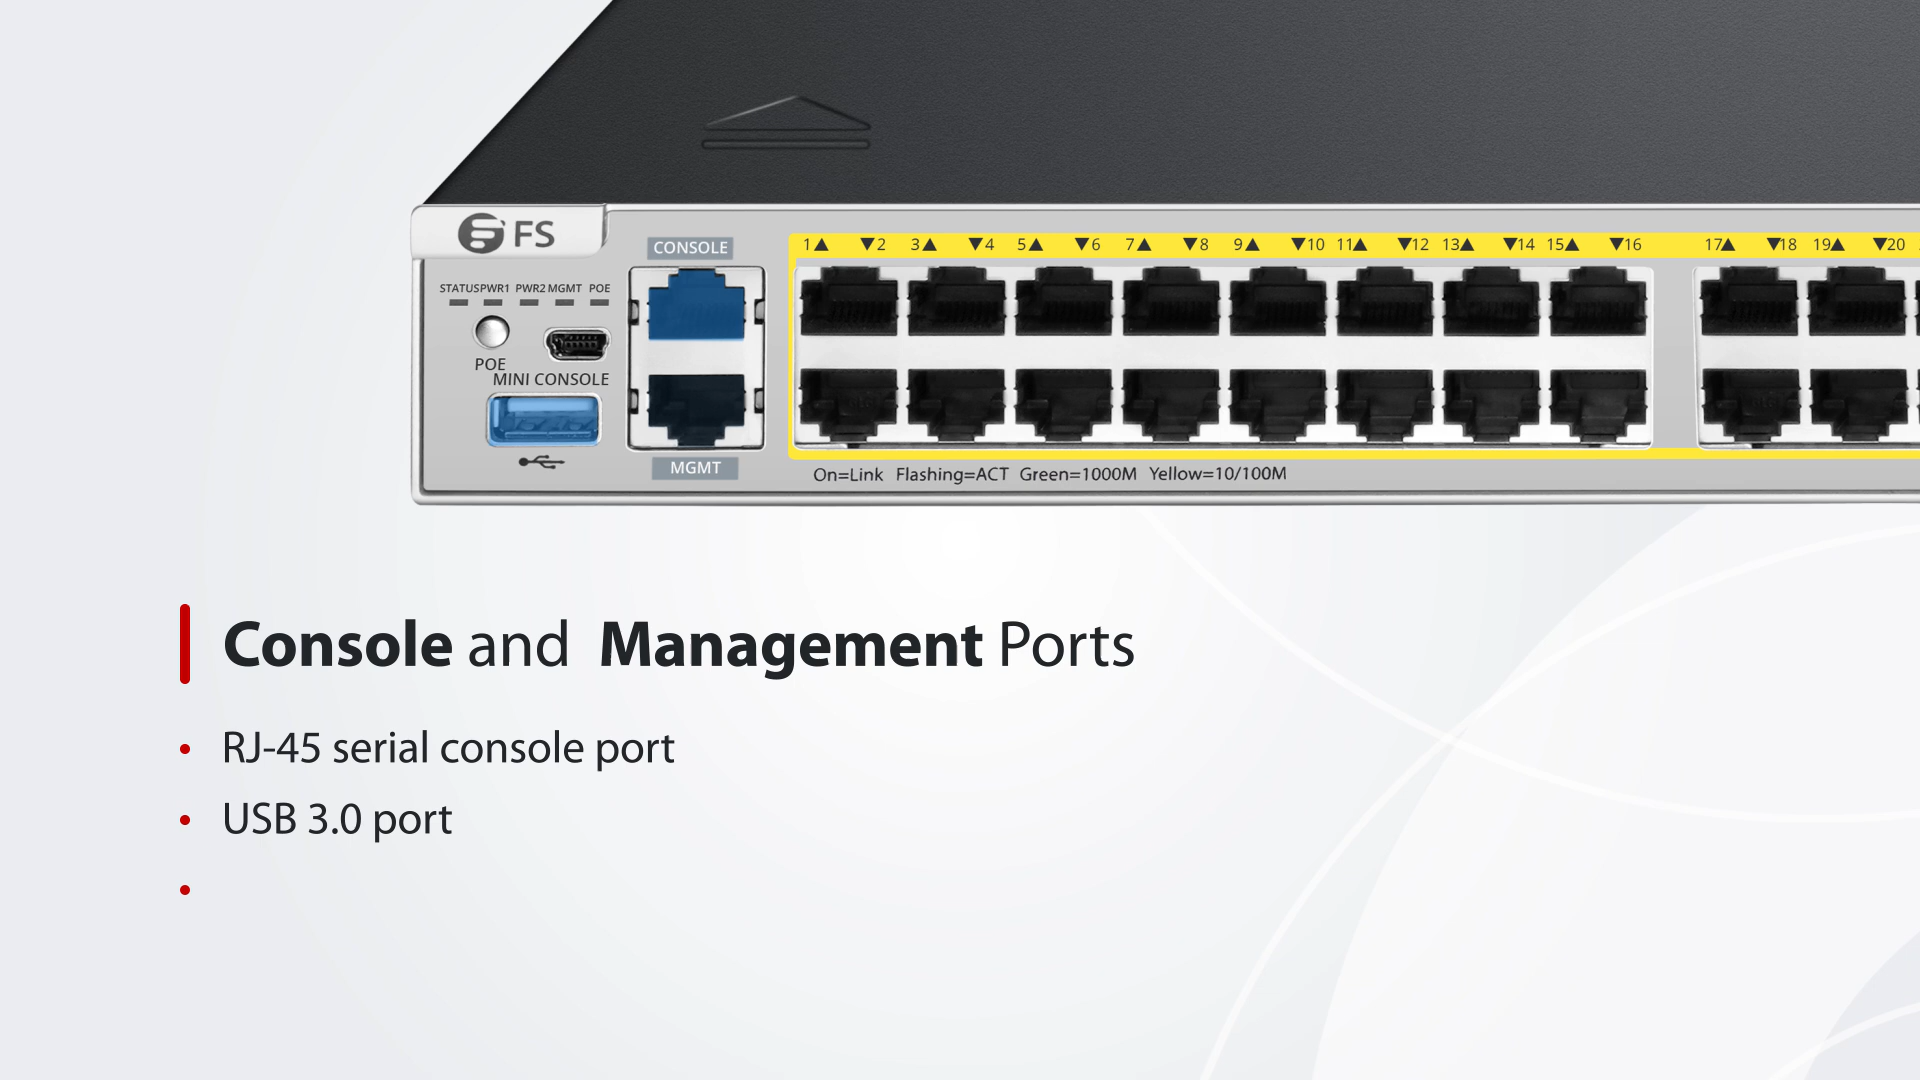 FS
CONSOLE
1▲ ▼2 3▲ ▼4 5▲ ▼6 7▲ ▼8 9▲ ▼10 11▲ ▼12 13▲ ▼14 15▲ ▼16 17▲ ▼18 19▲ ▼20
STATUS PWR1 PWR2 MGMT POE
POE
MINI CONSOLE
MGMT
On=Link Flashing=ACT Green=1000M Yellow=10/100M
Console and Management Ports
• RJ-45 serial console port
• USB 3.0 port
•